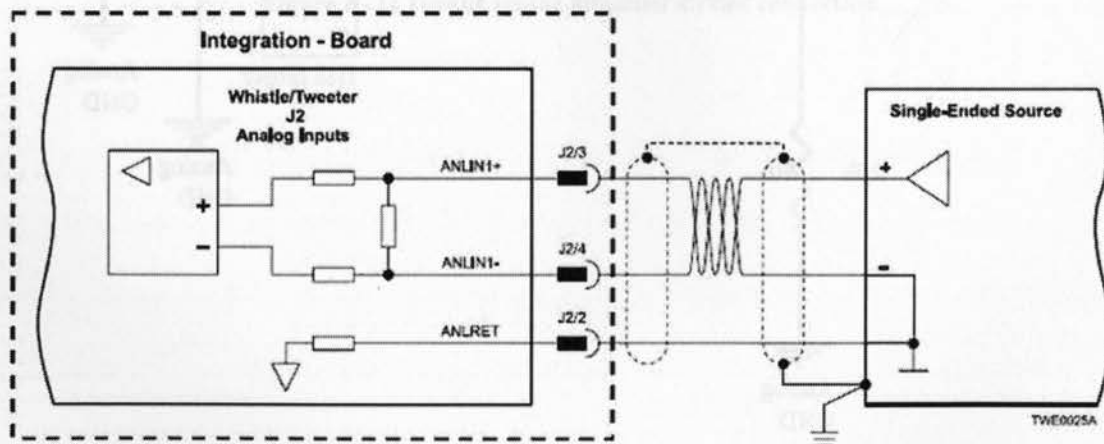 Integration - Board
Whistle/Tweeter
J2
Analog Inputs
Single-Ended Source
ANLIN1+
J2/3
+
-
+
-
ANLIN1-
J2/4
ANLRET
J2/2
TWE0025A